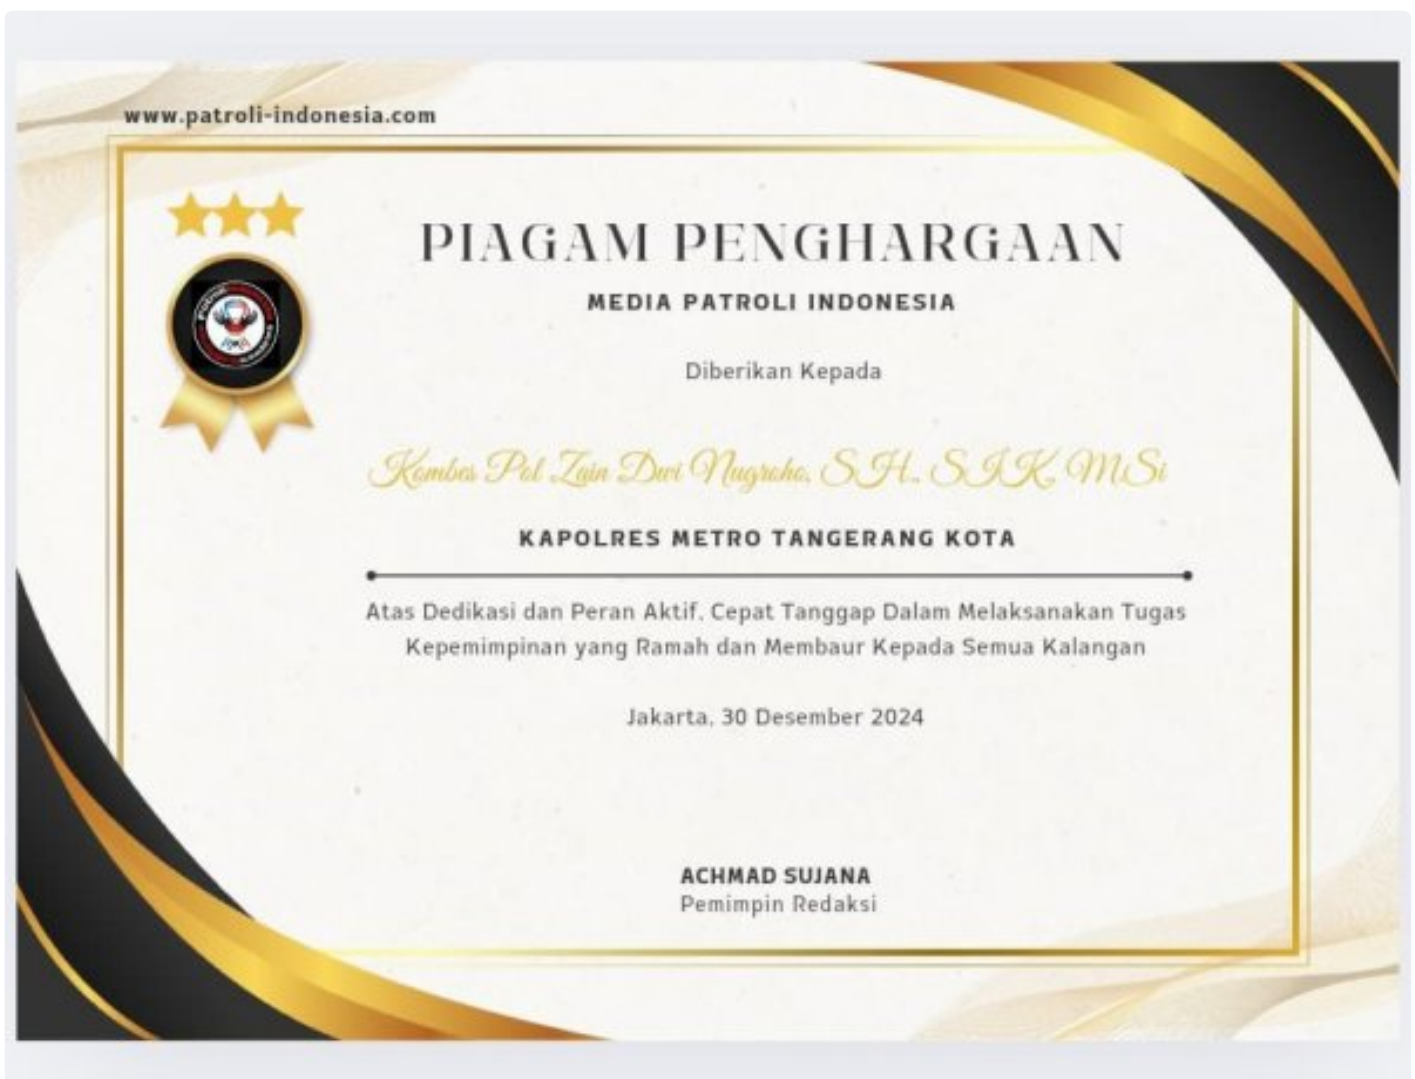 www.patroli-indonesia.com
PIAGAM PENGHARGAAN
MEDIA PATROLI INDONESIA
Diberikan Kepada
Kombes Pol Zain Dwi Nugroho, S.H., S.I.K, M.Si
KAPOLRES METRO TANGERANG KOTA
Atas Dedikasi dan Peran Aktif, Cepat Tanggap Dalam Melaksanakan Tugas
Kepemimpinan yang Ramah dan Membaur Kepada Semua Kalangan
Jakarta, 30 Desember 2024
ACHMAD SUJANA
Pemimpin Redaksi